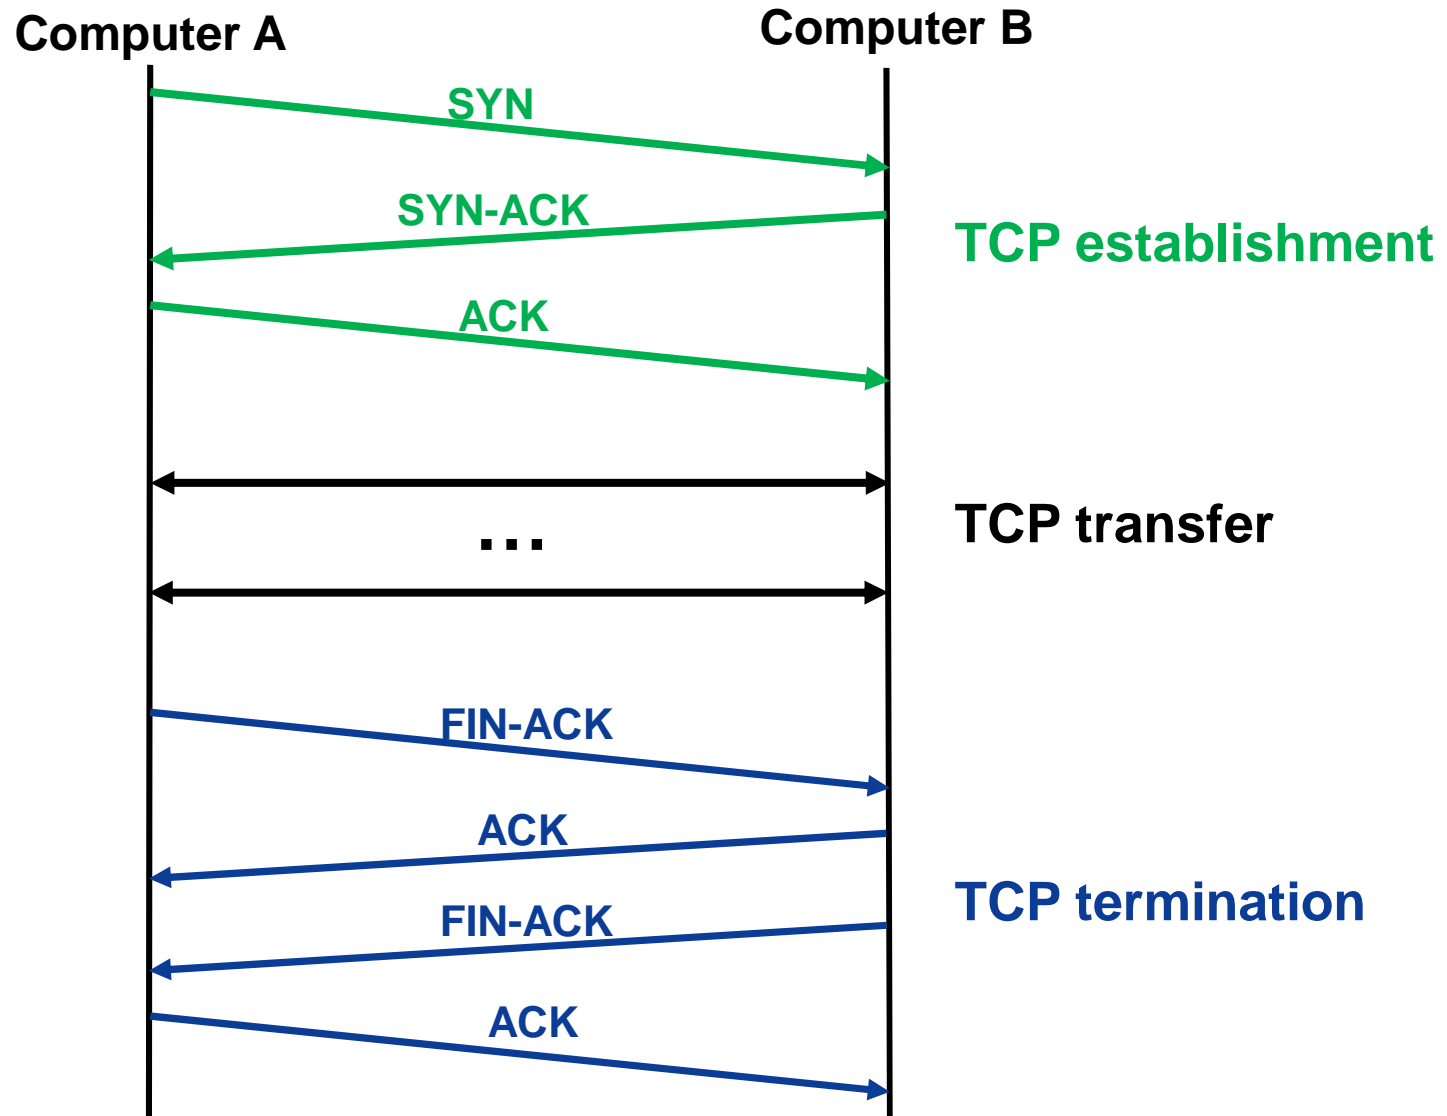 Computer A
Computer B
SYN
SYN-ACK
TCP establishment
ACK
TCP transfer
...
FIN-ACK
ACK
TCP termination
FIN-ACK
ACK